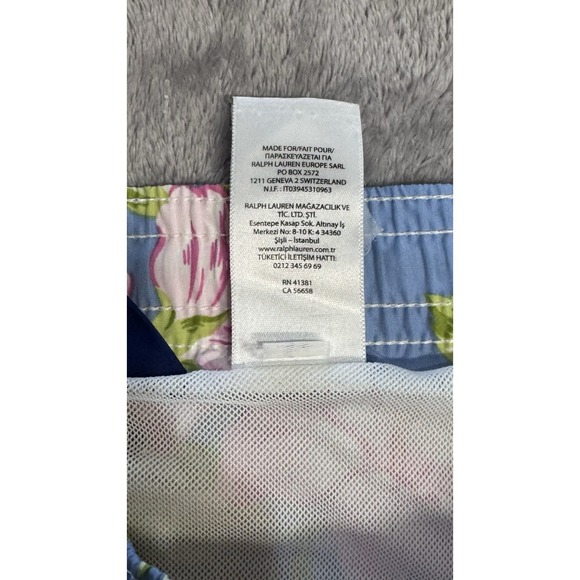 MADE FOR/FAIT POUR/
ΠΑΡΑΣΚΕΥΑΖΕΤΑΙ ΓΙΑ
RALPH LAUREN EUROPE SARL
PO BOX 2572
1211 GENEVA 2 SWITZERLAND
N.I.F. : IT03945310963
RALPH LAUREN MAĞAZACILIK VE
TİC. LTD. ŞTİ.
Esentepe Kasap Sok. Altınay İş
Merkezi No: 8-10 K: 4 34360
Şişli – İstanbul
www.ralphlauren.com.tr
TÜKETİCİ İLETİŞİM HATTI:
0212 345 69 69
RN 41381
CA 56658